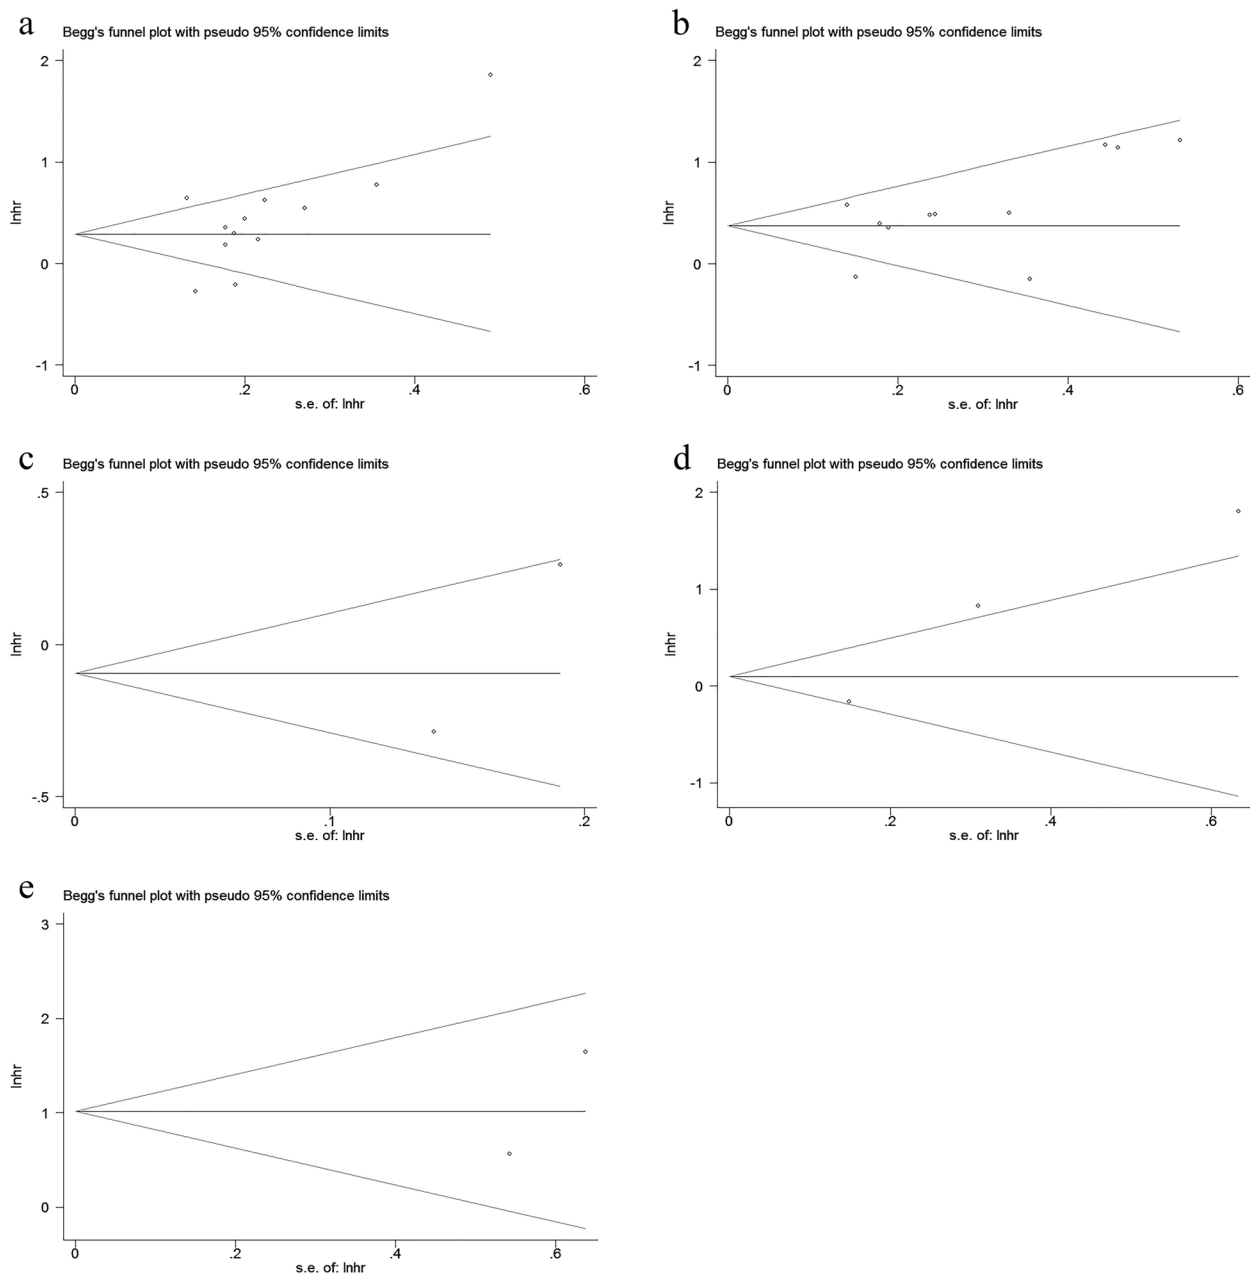 a
Begg's funnel plot with pseudo 95% confidence limits
2
1
0
-1
lnhr
0 .2 .4 .6
s.e. of: lnhr
b
Begg's funnel plot with pseudo 95% confidence limits
2
1
0
-1
lnhr
0 .2 .4 .6
s.e. of: lnhr
c
Begg's funnel plot with pseudo 95% confidence limits
.5
0
-.5
lnhr
0 .1 .2
s.e. of: lnhr
d
Begg's funnel plot with pseudo 95% confidence limits
2
1
0
-1
lnhr
0 .2 .4 .6
s.e. of: lnhr
e
Begg's funnel plot with pseudo 95% confidence limits
3
2
1
0
lnhr
0 .2 .4 .6
s.e. of: lnhr